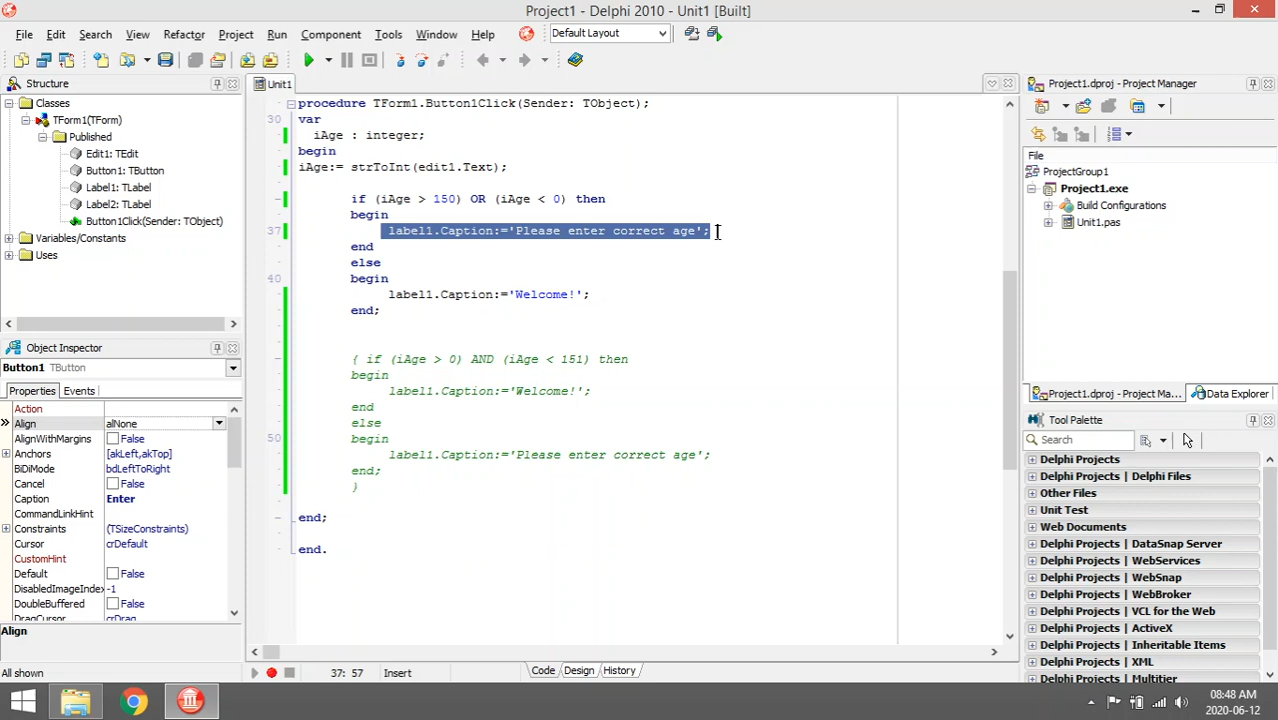 Project1 - Delphi 2010 - Unit1 [Built]
File Edit Search View Refactor Project Run Component Tools Window Help Default Layout
Structure
Classes
TForm1(TForm)
Published
Edit1: TEdit
Button1: TButton
Label1: TLabel
Label2: TLabel
Button1Click(Sender: TObject)
Variables/Constants
Uses
Object Inspector
Button1 TButton
Properties Events
Action
Align alNone
AlignWithMargins False
Anchors [akLeft,akTop]
BiDiMode bdLeftToRight
Cancel False
Caption Enter
CommandLinkHint
Constraints (TSizeConstraints)
Cursor crDefault
CustomHint
Default False
DisabledImageIndex -1
DoubleBuffered False
DragCursor crDrag
Align
All shown
Unit1
procedure TForm1.Button1Click(Sender: TObject);
30 var
iAge : integer;
begin
iAge:= strToInt(edit1.Text);
if (iAge > 150) OR (iAge < 0) then
begin
37 label1.Caption:='Please enter correct age';
end
else
40 begin
label1.Caption:='Welcome!';
end;
{ if (iAge > 0) AND (iAge < 151) then
begin
label1.Caption:='Welcome!';
end
else
50 begin
label1.Caption:='Please enter correct age';
end;
}
end;
end.
37: 57 Insert Code Design History
Project1.dproj - Project Manager
File
ProjectGroup1
Project1.exe
Build Configurations
Unit1.pas
Project1.dproj - Project Ma... Data Explorer
Tool Palette
Search
Delphi Projects
Delphi Projects | Delphi Files
Other Files
Unit Test
Web Documents
Delphi Projects | DataSnap Server
Delphi Projects | WebServices
Delphi Projects | WebSnap
Delphi Projects | WebBroker
VCL for the Web
Delphi Projects | ActiveX
Delphi Projects | Inheritable Items
Delphi Projects | XML
Delphi Projects | Multitier
08:48 AM
2020-06-12